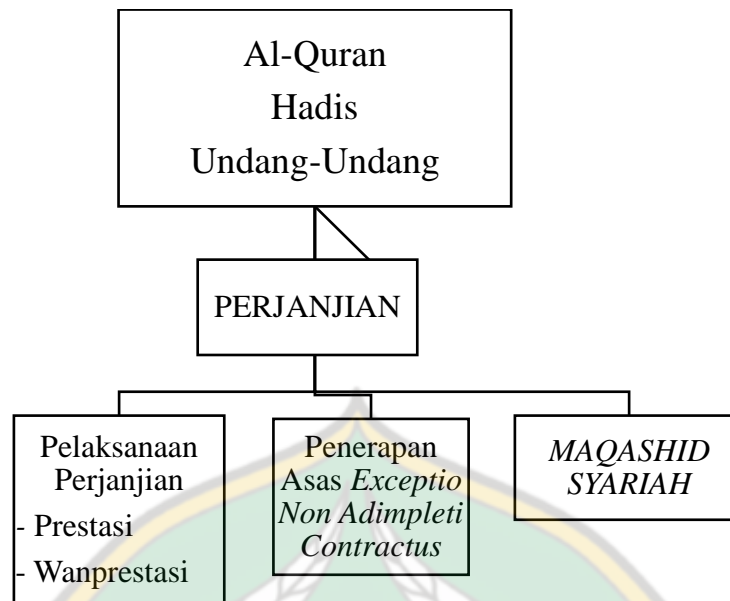 Al-Quran
Hadis
Undang-Undang
PERJANJIAN
Pelaksanaan
Perjanjian
- Prestasi
- Wanprestasi
Penerapan
Asas Exceptio
Non Adimpleti
Contractus
MAQASHID
SYARIAH